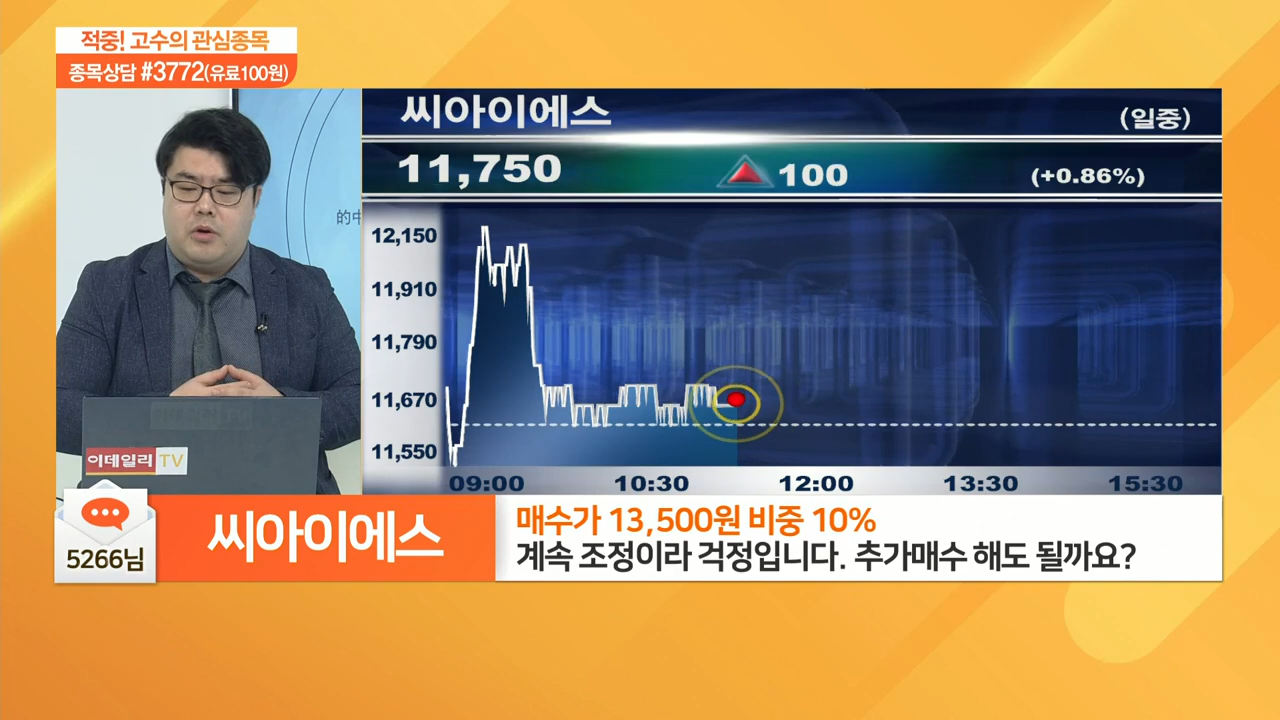 적중! 고수의 관심종목
종목상담 #3772(유료100원)
的中
씨아이에스
(일중)
11,750
100
(+0.86%)
12,150
11,910
11,790
11,670
11,550
09:00
10:30
12:00
13:30
15:30
이데일리 TV
5266님
씨아이에스
매수가 13,500원 비중 10%
계속 조정이라 걱정입니다. 추가매수 해도 될까요?